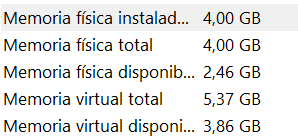 Memoria física instalad... 4,00 GB
Memoria física total 4,00 GB
Memoria física disponib... 2,46 GB
Memoria virtual total 5,37 GB
Memoria virtual disponi... 3,86 GB